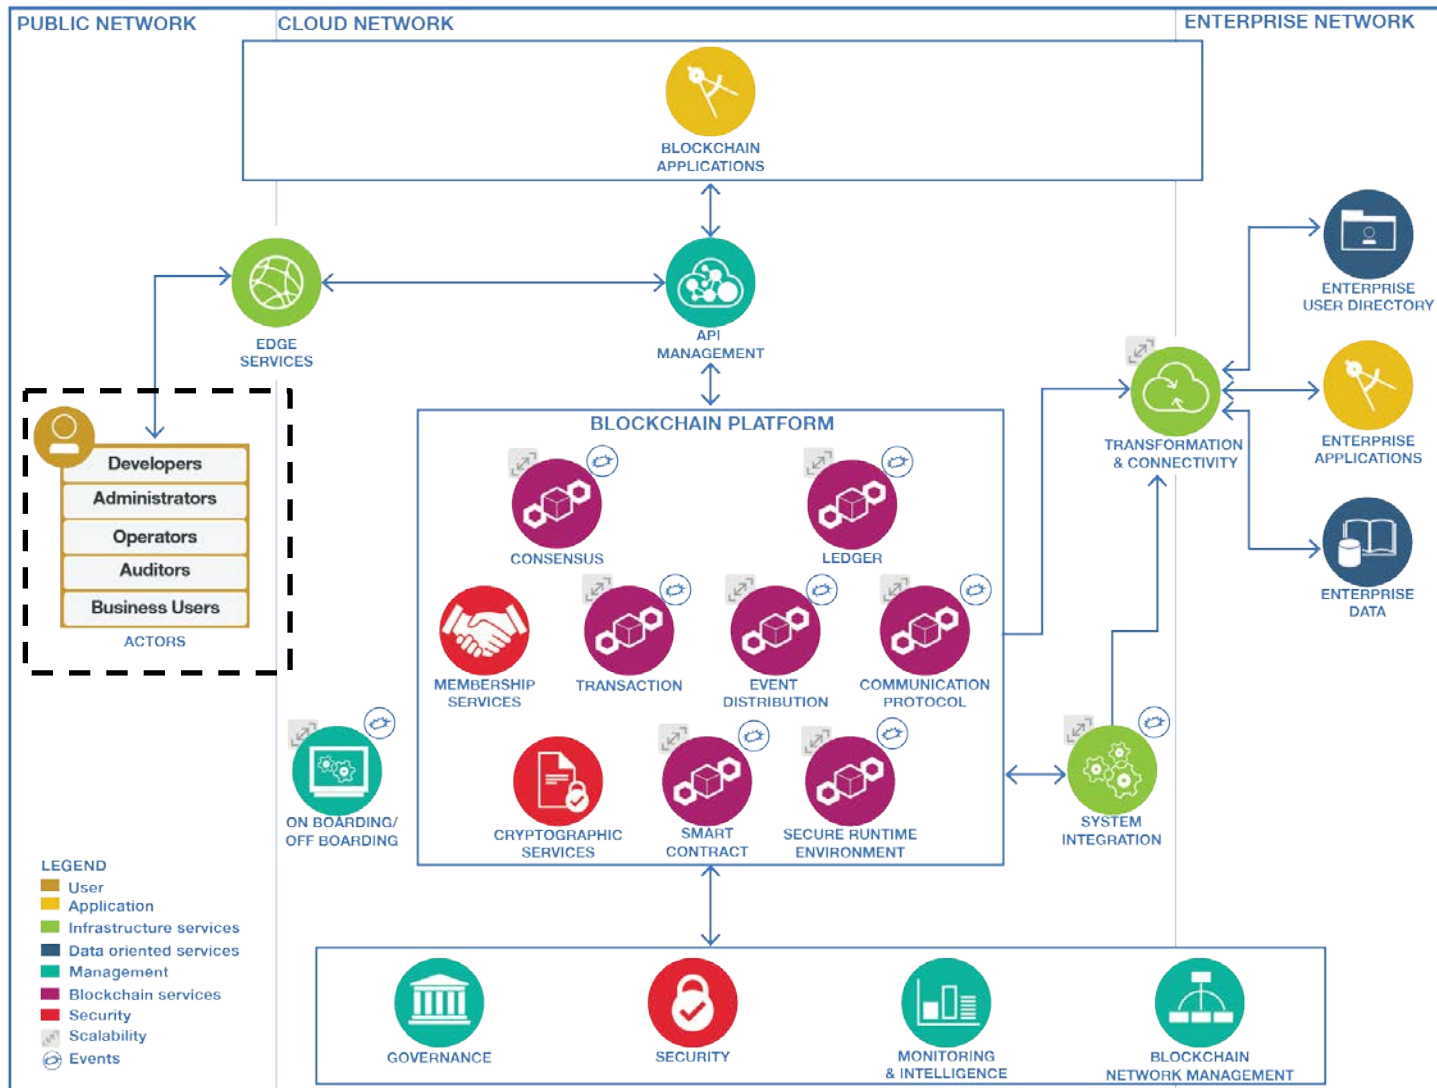 PUBLIC NETWORK
CLOUD NETWORK
ENTERPRISE NETWORK
BLOCKCHAIN
APPLICATIONS
EDGE
SERVICES
API
MANAGEMENT
ENTERPRISE
USER DIRECTORY
Developers
Administrators
Operators
Auditors
Business Users
ACTORS
BLOCKCHAIN PLATFORM
CONSENSUS
LEDGER
TRANSFORMATION
& CONNECTIVITY
ENTERPRISE
APPLICATIONS
MEMBERSHIP
SERVICES
TRANSACTION
EVENT
DISTRIBUTION
COMMUNICATION
PROTOCOL
ENTERPRISE
DATA
ON BOARDING/
OFF BOARDING
CRYPTOGRAPHIC
SERVICES
SMART
CONTRACT
SECURE RUNTIME
ENVIRONMENT
SYSTEM
INTEGRATION
LEGEND
User
Application
Infrastructure services
Data oriented services
Management
Blockchain services
Security
Scalability
Events
GOVERNANCE
SECURITY
MONITORING
& INTELLIGENCE
BLOCKCHAIN
NETWORK MANAGEMENT